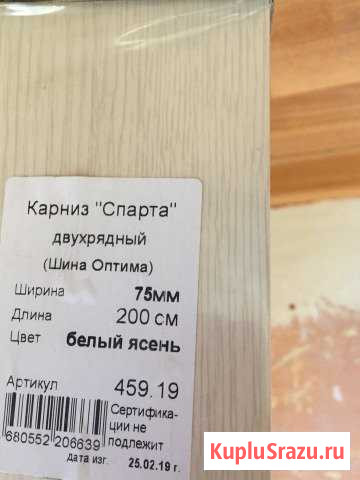 Карниз "Спарта"
двухрядный
(Шина Оптима)
Ширина 75мм
Длина 200 см
Цвет белый ясень
Артикул 459.19
Сертифика-
ции не
подлежит
680552 206639
дата изг. 25.02.19 г.
KupluSrazu.ru